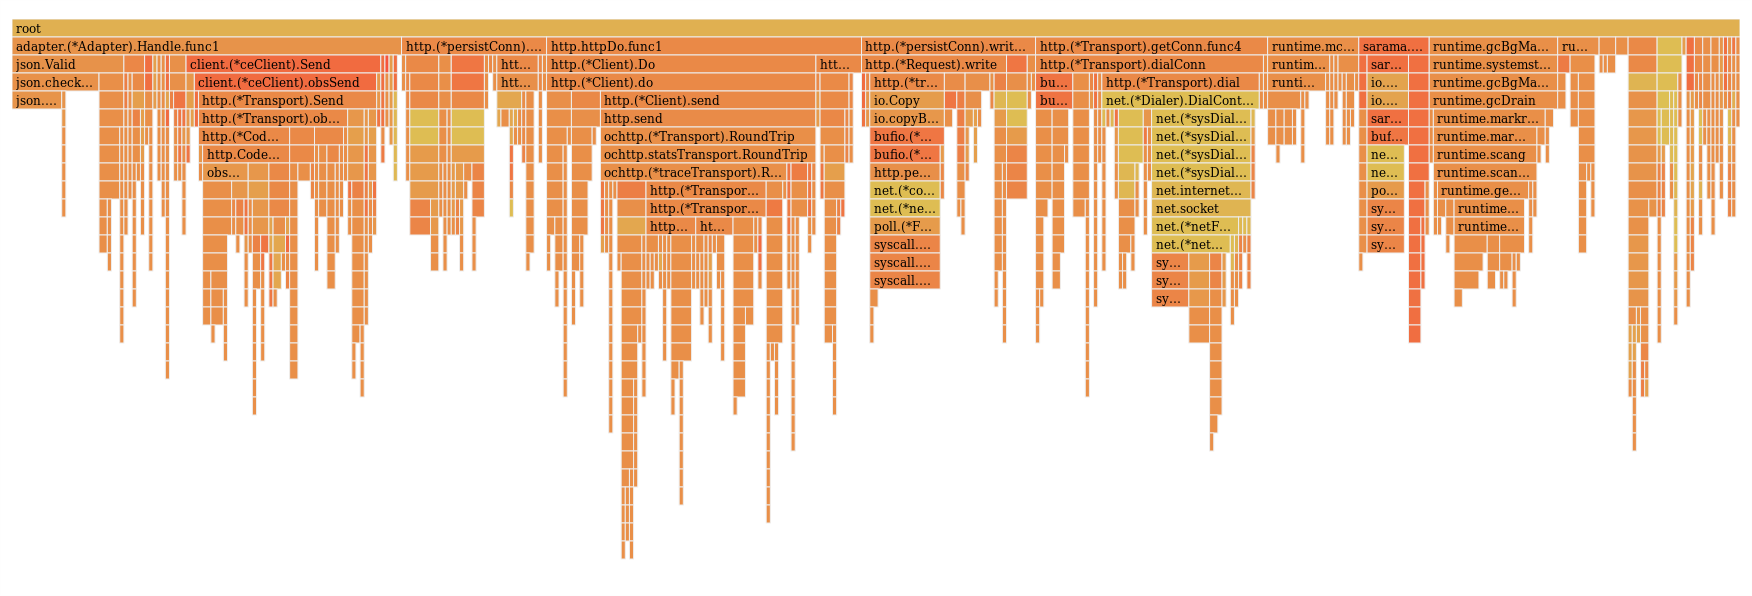 root
adapter.(*Adapter).Handle.func1 http.(*persistConn).... http.httpDo.func1 http.(*persistConn).writ... http.(*Transport).getConn.func4 runtime.mc... sarama.... runtime.gcBgMa... ru...
json.Valid client.(*ceClient).Send htt... http.(*Client).Do htt... http.(*Request).write http.(*Transport).dialConn runtim... sar... runtime.systemst...
json.check... client.(*ceClient).obsSend htt... http.(*Client).do http.(*tr... bu... http.(*Transport).dial runti... io.... runtime.gcBgMa...
json.... http.(*Transport).Send http.(*Client).send io.Copy bu... net.(*Dialer).DialCont... io.... runtime.gcDrain
http.(*Transport).ob... http.send io.copyB... net.(*sysDial... sar... runtime.markr...
http.(*Cod... ochttp.(*Transport).RoundTrip bufio.(*... net.(*sysDial... buf... runtime.mar...
http.Code... ochttp.statsTransport.RoundTrip bufio.(*... net.(*sysDial... ne... runtime.scang
obs... ochttp.(*traceTransport).R... http.pe... net.(*sysDial... ne... runtime.scan...
http.(*Transpor... net.(*co... net.internet... po... runtime.ge...
http.(*Transpor... net.(*ne... net.socket sy... runtime...
http... ht... poll.(*F... net.(*netF... sy... runtime...
syscall.... net.(*net... sy...
syscall.... sy...
syscall.... sy...
sy...